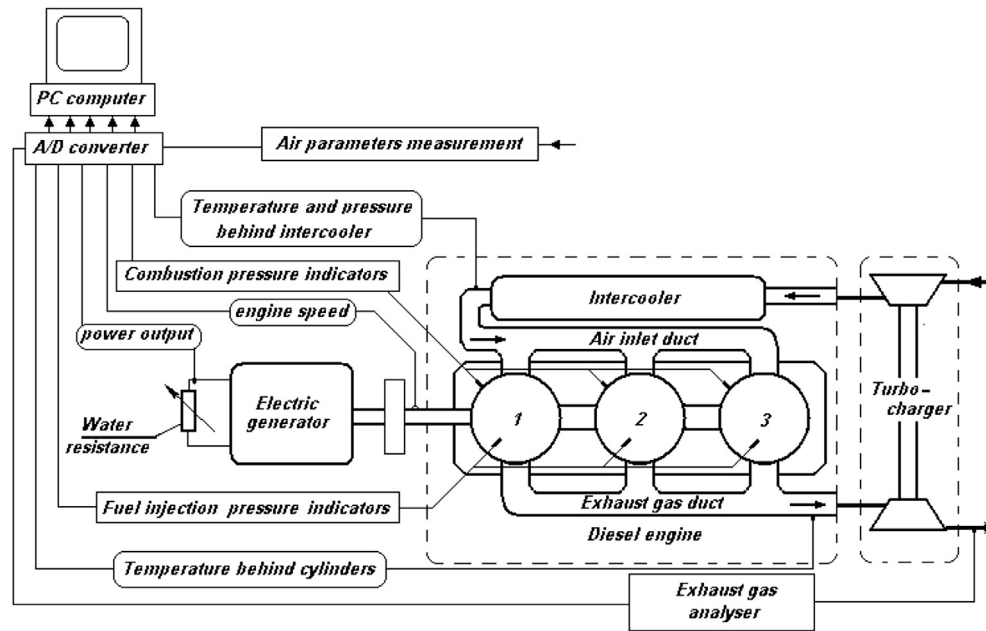 PC computer
A/D converter
Air parameters measurement
Temperature and pressure
behind intercooler
Combustion pressure indicators
Intercooler
engine speed
power output
Air inlet duct
Electric
generator
1
2
3
Turbo-
charger
Water
resistance
Fuel injection pressure indicators
Exhaust gas duct
Diesel engine
Temperature behind cylinders
Exhaust gas
analyser